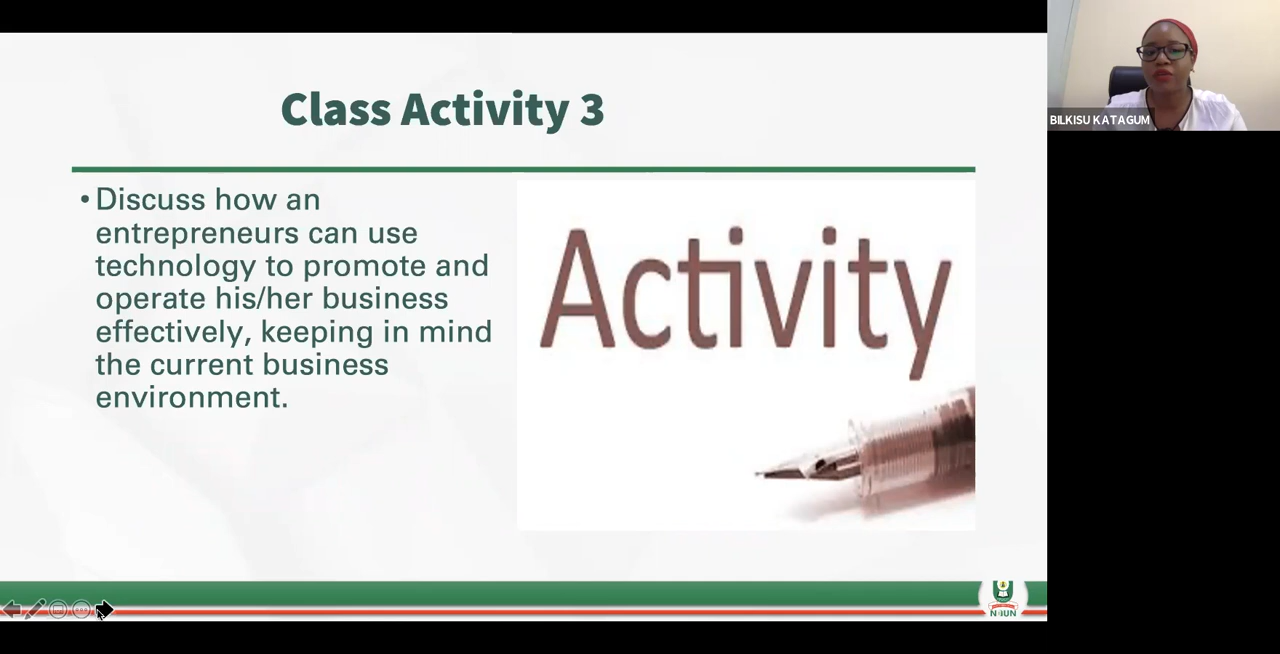 Class Activity 3
• Discuss how an
entrepreneurs can use
technology to promote and
operate his/her business
effectively, keeping in mind
the current business
environment.
Activity
BILKISU KATAGUM
NOUN